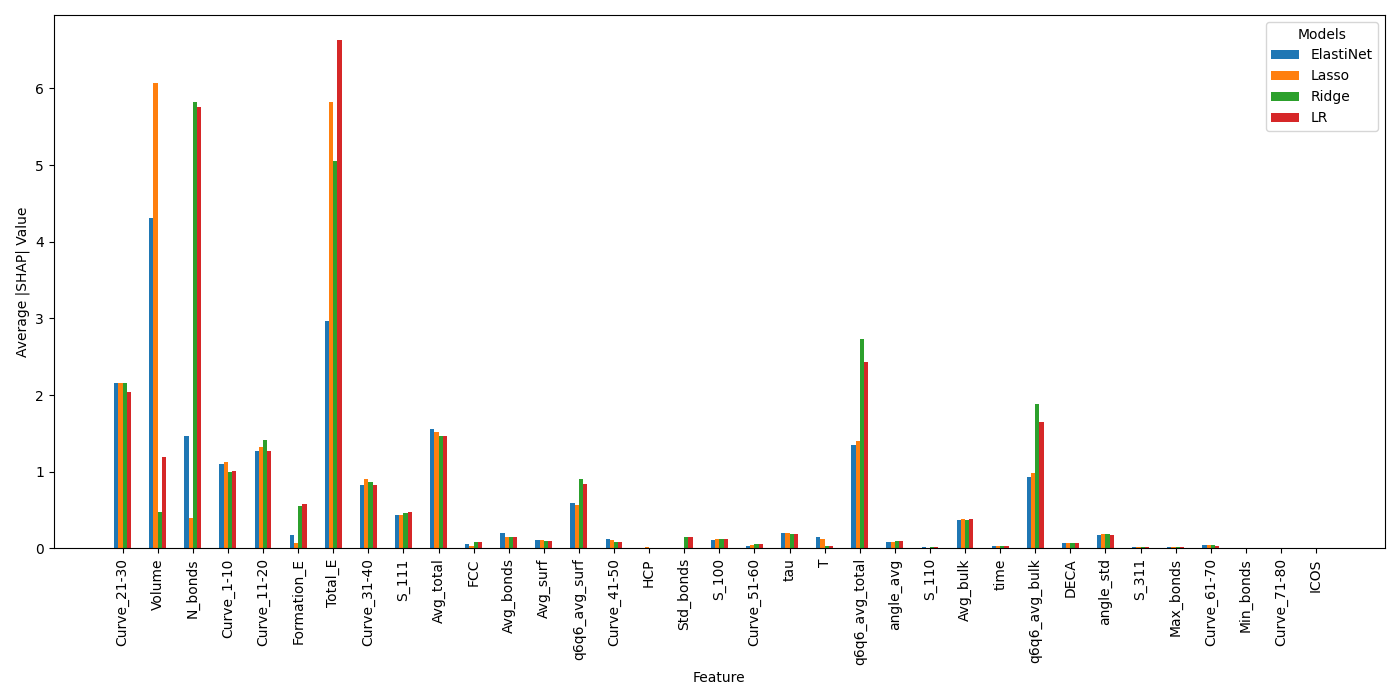 Models
ElastiNet
Lasso
Ridge
LR
Average |SHAP| Value
6
5
4
3
2
1
0
Curve_21-30
Volume
N_bonds
Curve_1-10
Curve_11-20
Formation_E
Total_E
Curve_31-40
S_111
Avg_total
FCC
Avg_bonds
Avg_surf
q6q6_avg_surf
Curve_41-50
HCP
Std_bonds
S_100
Curve_51-60
tau
T
q6q6_avg_total
angle_avg
S_110
Avg_bulk
time
q6q6_avg_bulk
DECA
angle_std
S_311
Max_bonds
Curve_61-70
Min_bonds
Curve_71-80
ICOS
Feature